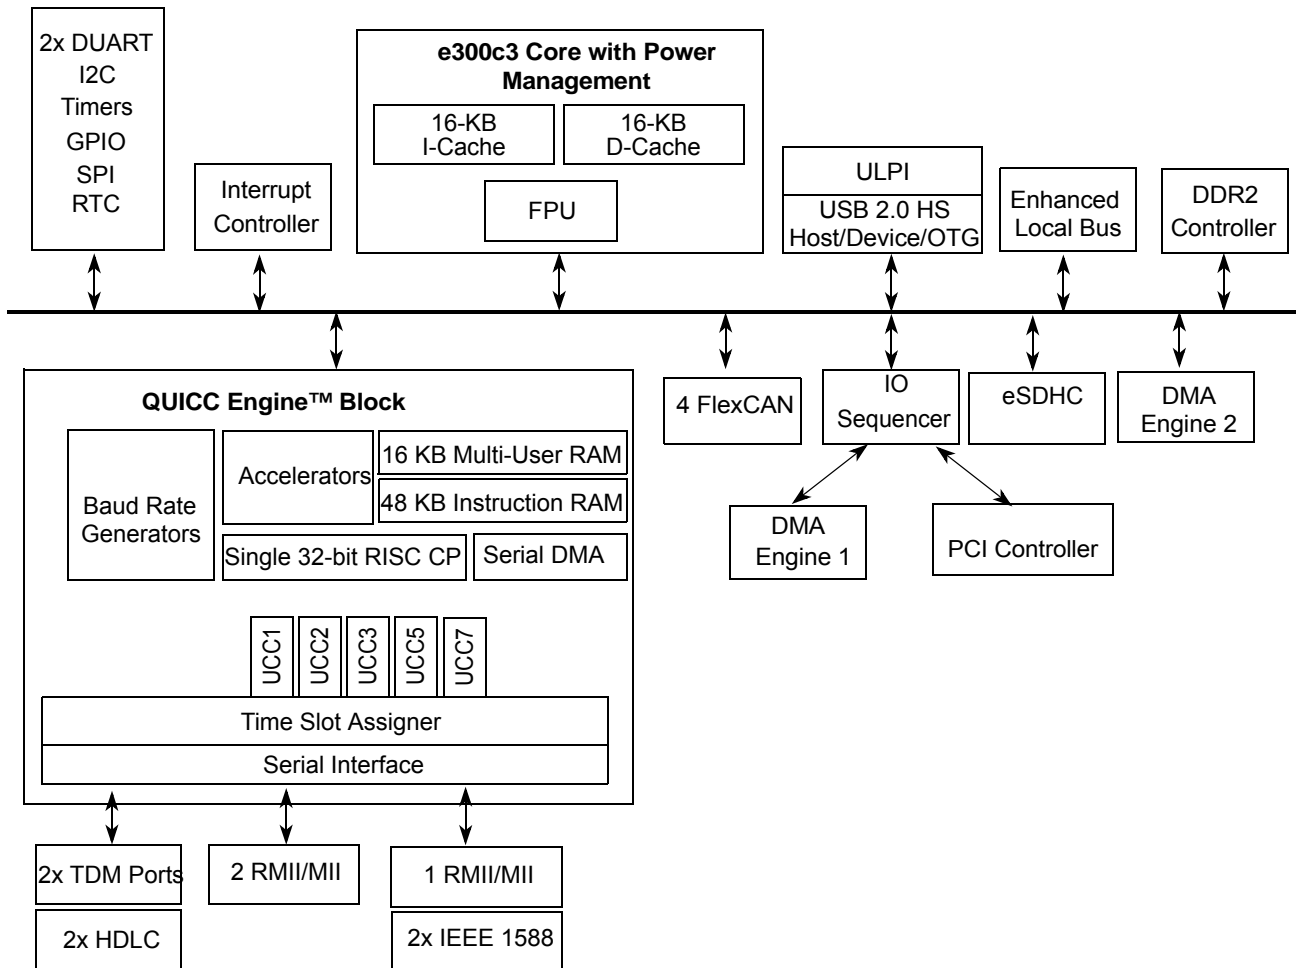 2x DUART
I2C
Timers
GPIO
SPI
RTC
Interrupt
Controller
e300c3 Core with Power
Management
16-KB
I-Cache
16-KB
D-Cache
FPU
ULPI
USB 2.0 HS
Host/Device/OTG
Enhanced
Local Bus
DDR2
Controller
QUICC Engine™ Block
Baud Rate
Generators
Accelerators
16 KB Multi-User RAM
48 KB Instruction RAM
Single 32-bit RISC CP
Serial DMA
UCC1
UCC2
UCC3
UCC5
UCC7
Time Slot Assigner
Serial Interface
4 FlexCAN
IO
Sequencer
eSDHC
DMA
Engine 2
DMA
Engine 1
PCI Controller
2x TDM Ports
2x HDLC
2 RMII/MII
1 RMII/MII
2x IEEE 1588